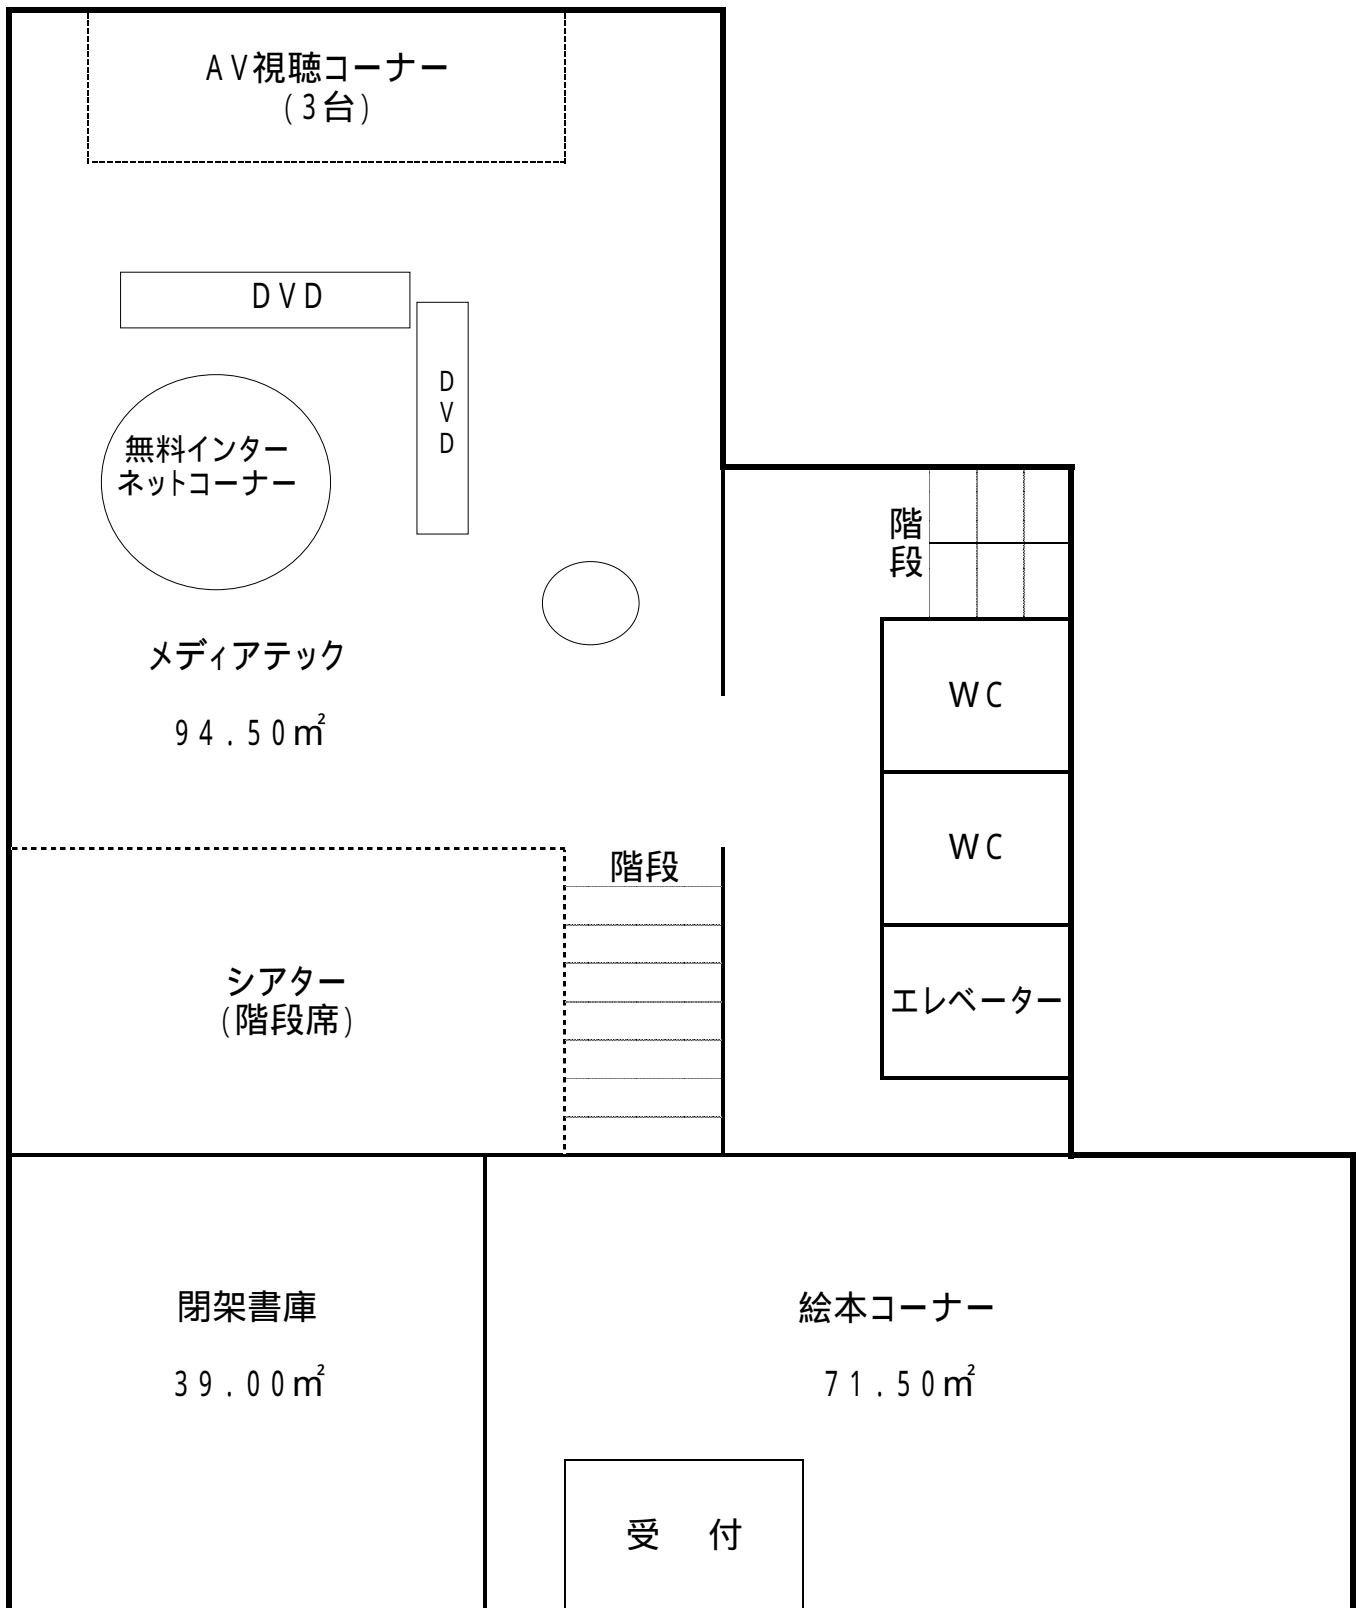 AV視聴コーナー
(3台)
DVD
DVD
無料インター
ネットコーナー
階段
メディアテック
94.50㎡
WC
WC
階段
シアター
(階段席)
エレベーター
閉架書庫
39.00㎡
絵本コーナー
71.50㎡
受 付